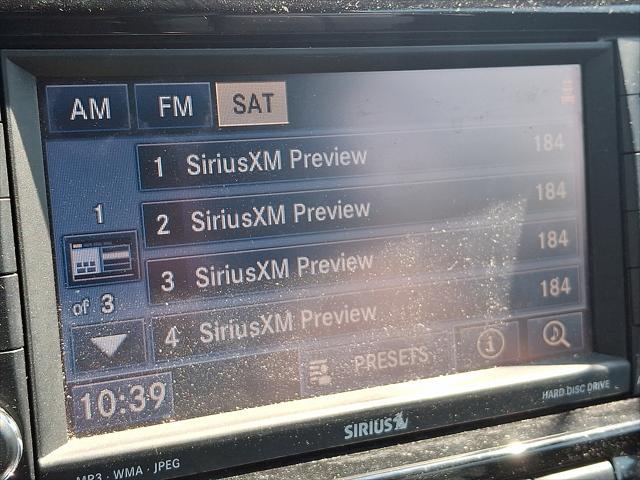 AM FM SAT
1 SiriusXM Preview 184
2 SiriusXM Preview 184
3 SiriusXM Preview 184
4 SiriusXM Preview 184
1
of 3
PRESETS
10:39
HARD DISC DRIVE
SIRIUS
MP3 · WMA · JPEG